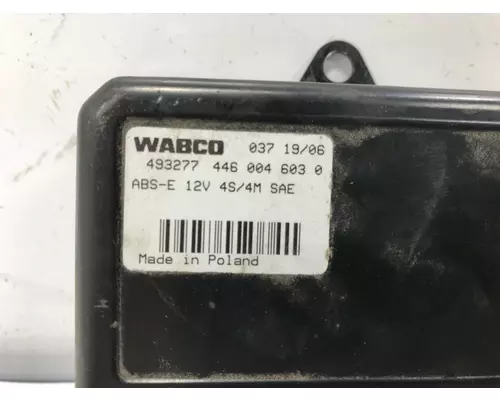 WABCO 037 19/06
493277 446 004 603 0
ABS-E 12V 4S/4M SAE
Made in Poland